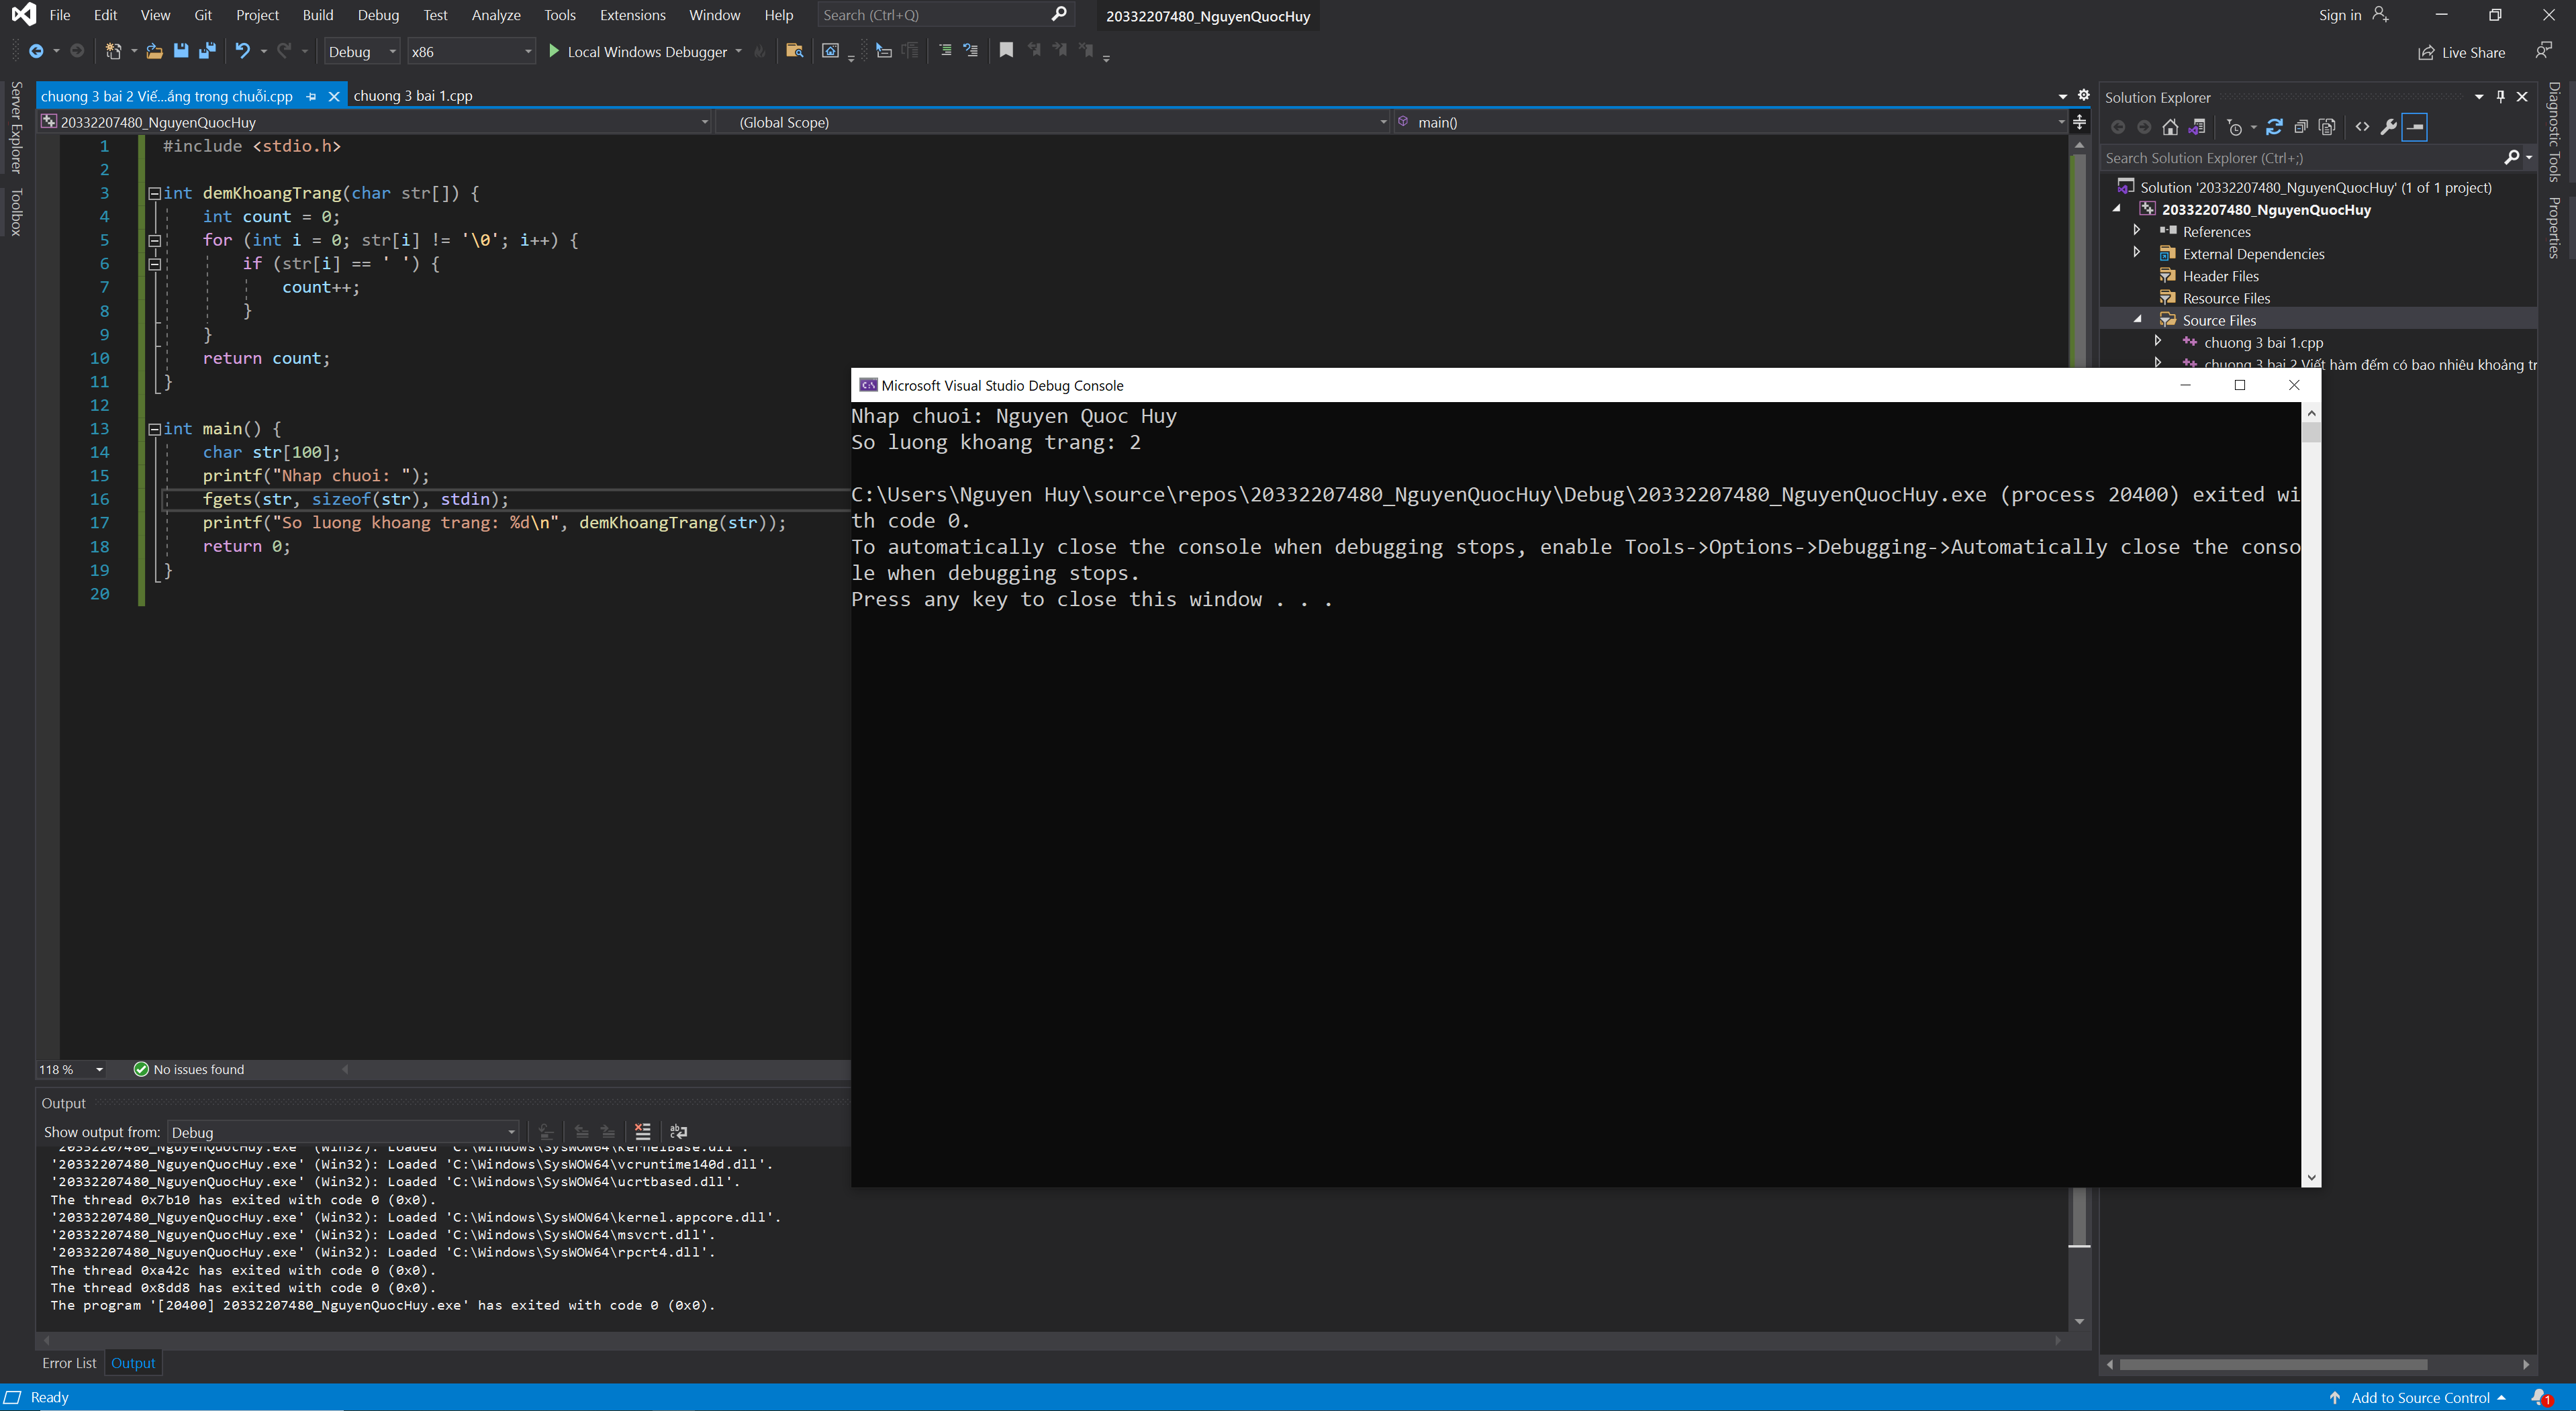 File Edit View Git Project Build Debug Test Analyze Tools Extensions Window Help Search (Ctrl+Q) 20332207480_NguyenQuocHuy Sign in
Debug x86 Local Windows Debugger Live Share
Server Explorer
Toolbox
chuong 3 bai 2 Viế...ảng trong chuỗi.cpp chuong 3 bai 1.cpp
20332207480_NguyenQuocHuy (Global Scope) main()
1 #include <stdio.h>
2
3 int demKhoangTrang(char str[]) {
4 int count = 0;
5 for (int i = 0; str[i] != '\0'; i++) {
6 if (str[i] == ' ') {
7 count++;
8 }
9 }
10 return count;
11 }
12
13 int main() {
14 char str[100];
15 printf("Nhap chuoi: ");
16 fgets(str, sizeof(str), stdin);
17 printf("So luong khoang trang: %d\n", demKhoangTrang(str));
18 return 0;
19 }
20
118 % No issues found
Microsoft Visual Studio Debug Console
Nhap chuoi: Nguyen Quoc Huy
So luong khoang trang: 2
C:\Users\Nguyen Huy\source\repos\20332207480_NguyenQuocHuy\Debug\20332207480_NguyenQuocHuy.exe (process 20400) exited wi
th code 0.
To automatically close the console when debugging stops, enable Tools->Options->Debugging->Automatically close the conso
le when debugging stops.
Press any key to close this window . . .
Solution Explorer
Search Solution Explorer (Ctrl+;)
Solution '20332207480_NguyenQuocHuy' (1 of 1 project)
20332207480_NguyenQuocHuy
References
External Dependencies
Header Files
Resource Files
Source Files
chuong 3 bai 1.cpp
chuong 3 bai 2 Viết hàm đếm có bao nhiêu khoảng tr
Diagnostic Tools
Properties
Output
Show output from: Debug
'20332207480_NguyenQuocHuy.exe' (Win32): Loaded 'C:\Windows\SysWOW64\KernelBase.dll'.
'20332207480_NguyenQuocHuy.exe' (Win32): Loaded 'C:\Windows\SysWOW64\vcruntime140d.dll'.
'20332207480_NguyenQuocHuy.exe' (Win32): Loaded 'C:\Windows\SysWOW64\ucrtbased.dll'.
The thread 0x7b10 has exited with code 0 (0x0).
'20332207480_NguyenQuocHuy.exe' (Win32): Loaded 'C:\Windows\SysWOW64\kernel.appcore.dll'.
'20332207480_NguyenQuocHuy.exe' (Win32): Loaded 'C:\Windows\SysWOW64\msvcrt.dll'.
'20332207480_NguyenQuocHuy.exe' (Win32): Loaded 'C:\Windows\SysWOW64\rpcrt4.dll'.
The thread 0xa42c has exited with code 0 (0x0).
The thread 0x8dd8 has exited with code 0 (0x0).
The program '[20400] 20332207480_NguyenQuocHuy.exe' has exited with code 0 (0x0).
Error List Output
Ready Add to Source Control 1